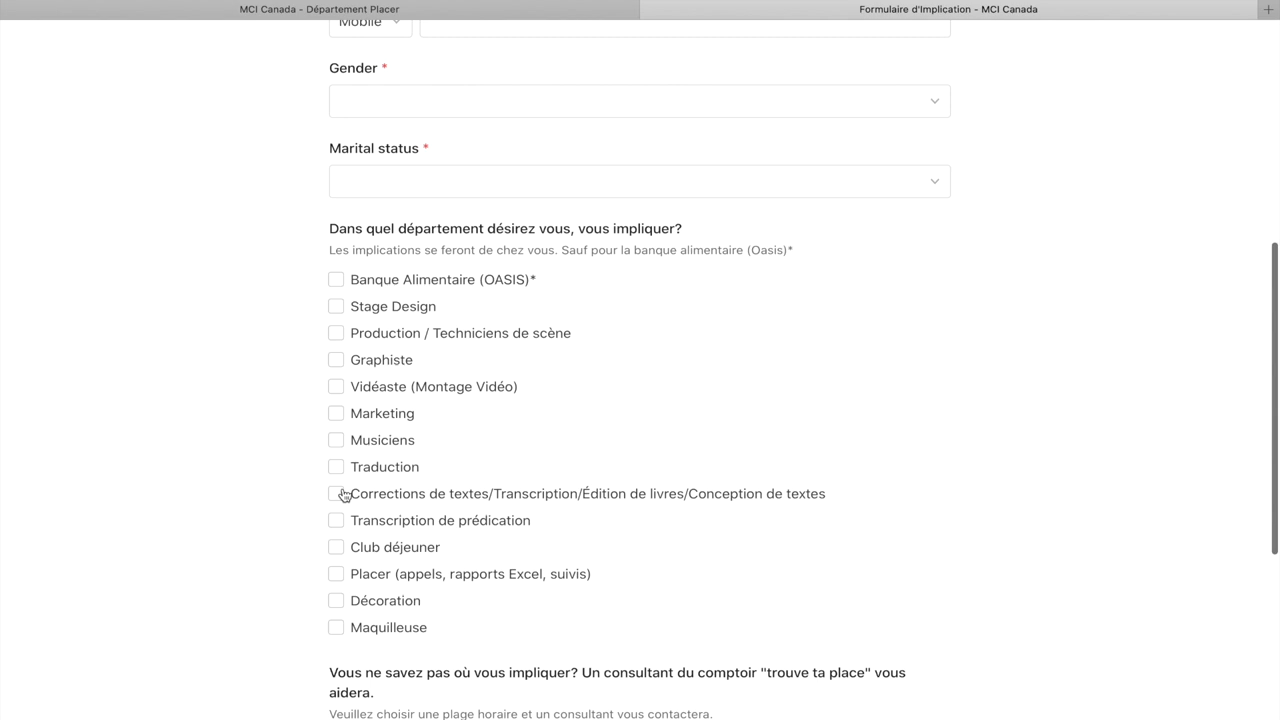 MCI Canada - Département Placer
Formulaire d'Implication - MCI Canada
Mobile
Gender *
Marital status *
Dans quel département désirez vous, vous impliquer?
Les implications se feront de chez vous. Sauf pour la banque alimentaire (Oasis)*
Banque Alimentaire (OASIS)*
Stage Design
Production / Techniciens de scène
Graphiste
Vidéaste (Montage Vidéo)
Marketing
Musiciens
Traduction
Corrections de textes/Transcription/Édition de livres/Conception de textes
Transcription de prédication
Club déjeuner
Placer (appels, rapports Excel, suivis)
Décoration
Maquilleuse
Vous ne savez pas où vous impliquer? Un consultant du comptoir "trouve ta place" vous
aidera.
Veuillez choisir une plage horaire et un consultant vous contactera.